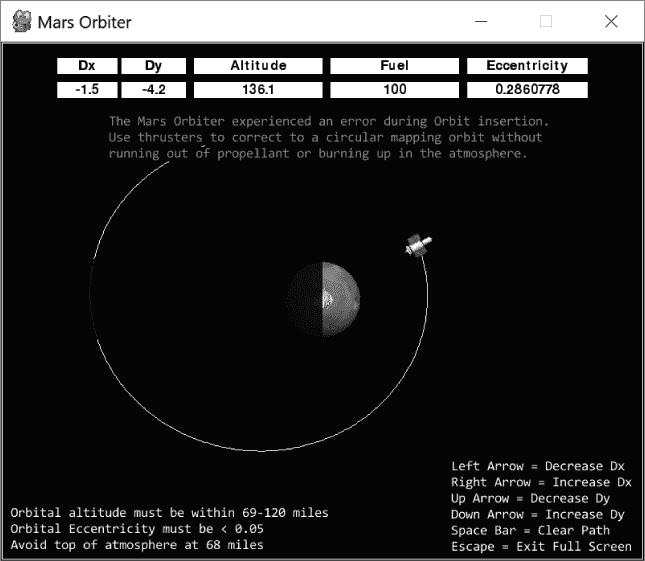 Mars Orbiter
Dx Dy Altitude Fuel Eccentricity
-1.5 -4.2 136.1 100 0.2860778
The Mars Orbiter experienced an error during Orbit insertion.
Use thrusters to correct to a circular mapping orbit without
running out of propellant or burning up in the atmosphere.
Left Arrow = Decrease Dx
Right Arrow = Increase Dx
Up Arrow = Decrease Dy
Down Arrow = Increase Dy
Space Bar = Clear Path
Escape = Exit Full Screen
Orbital altitude must be within 69-120 miles
Orbital Eccentricity must be < 0.05
Avoid top of atmosphere at 68 miles